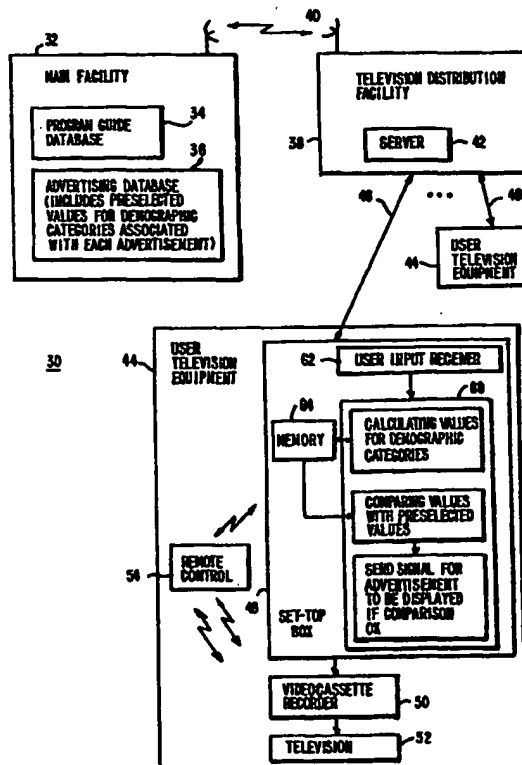 32
40
MAIN FACILITY
34
PROGRAM GUIDE
DATABASE
36
ADVERTISING DATABASE
(INCLUDES PRESELECTED
VALUES FOR DEMOGRAPHIC
CATEGORIES ASSOCIATED
WITH EACH ADVERTISEMENT)
TELEVISION DISTRIBUTION
FACILITY
38
SERVER
42
46
...
USER
TELEVISION
EQUIPMENT
44
30
44
USER
TELEVISION
EQUIPMENT
62
USER INPUT RECEIVER
MEMORY
CALCULATING VALUES
FOR DEMOGRAPHIC
CATEGORIES
COMPARING VALUES
WITH PRESELECTED
VALUES
SEND SIGNAL FOR
ADVERTISEMENT
TO BE DISPLAYED
IF COMPARISON
OK
REMOTE
CONTROL
54
SET-TOP
BOX
VIDEOCASSETTE
RECORDER
50
TELEVISION
52